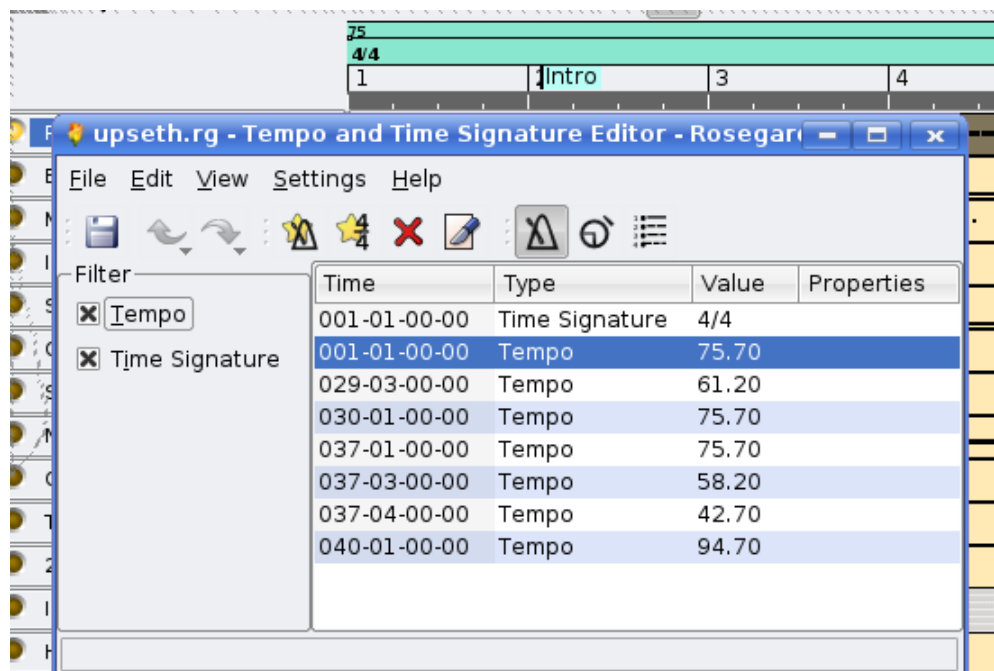 75
4/4
1 Intro 3 4
upseth.rg - Tempo and Time Signature Editor - Rosegar
File Edit View Settings Help
Filter
Tempo
Time Signature
Time Type Value Properties
001-01-00-00 Time Signature 4/4
001-01-00-00 Tempo 75.70
029-03-00-00 Tempo 61.20
030-01-00-00 Tempo 75.70
037-01-00-00 Tempo 75.70
037-03-00-00 Tempo 58.20
037-04-00-00 Tempo 42.70
040-01-00-00 Tempo 94.70